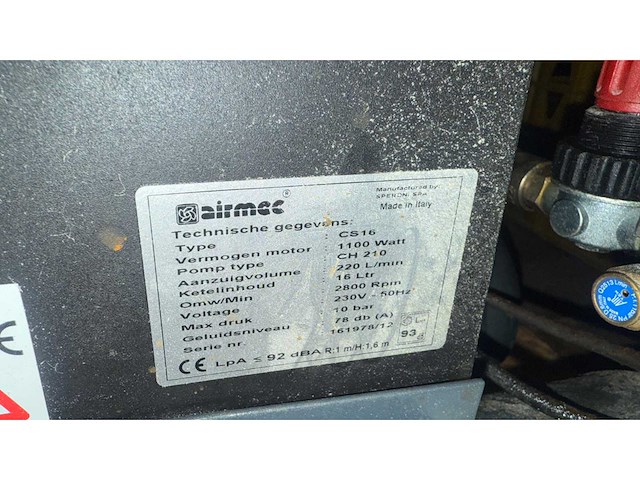 airmec ®
Manufactured by:
SPERONI SPA
Made in Italy
Technische gegevens:
Type CS16
Vermogen motor 1100 Watt
Pomp type CH 210
Aanzuigvolume 220 L/min
Ketelinhoud 16 Ltr
Omw/Min 2800 Rpm
Voltage 230V - 50Hz
Max druk 10 bar
Geluidsniveau 78 db (A)
Serie nr. 161978/12
93
CE LpA ≤ 92 dBA R:1 m/H:1,6 m
CE